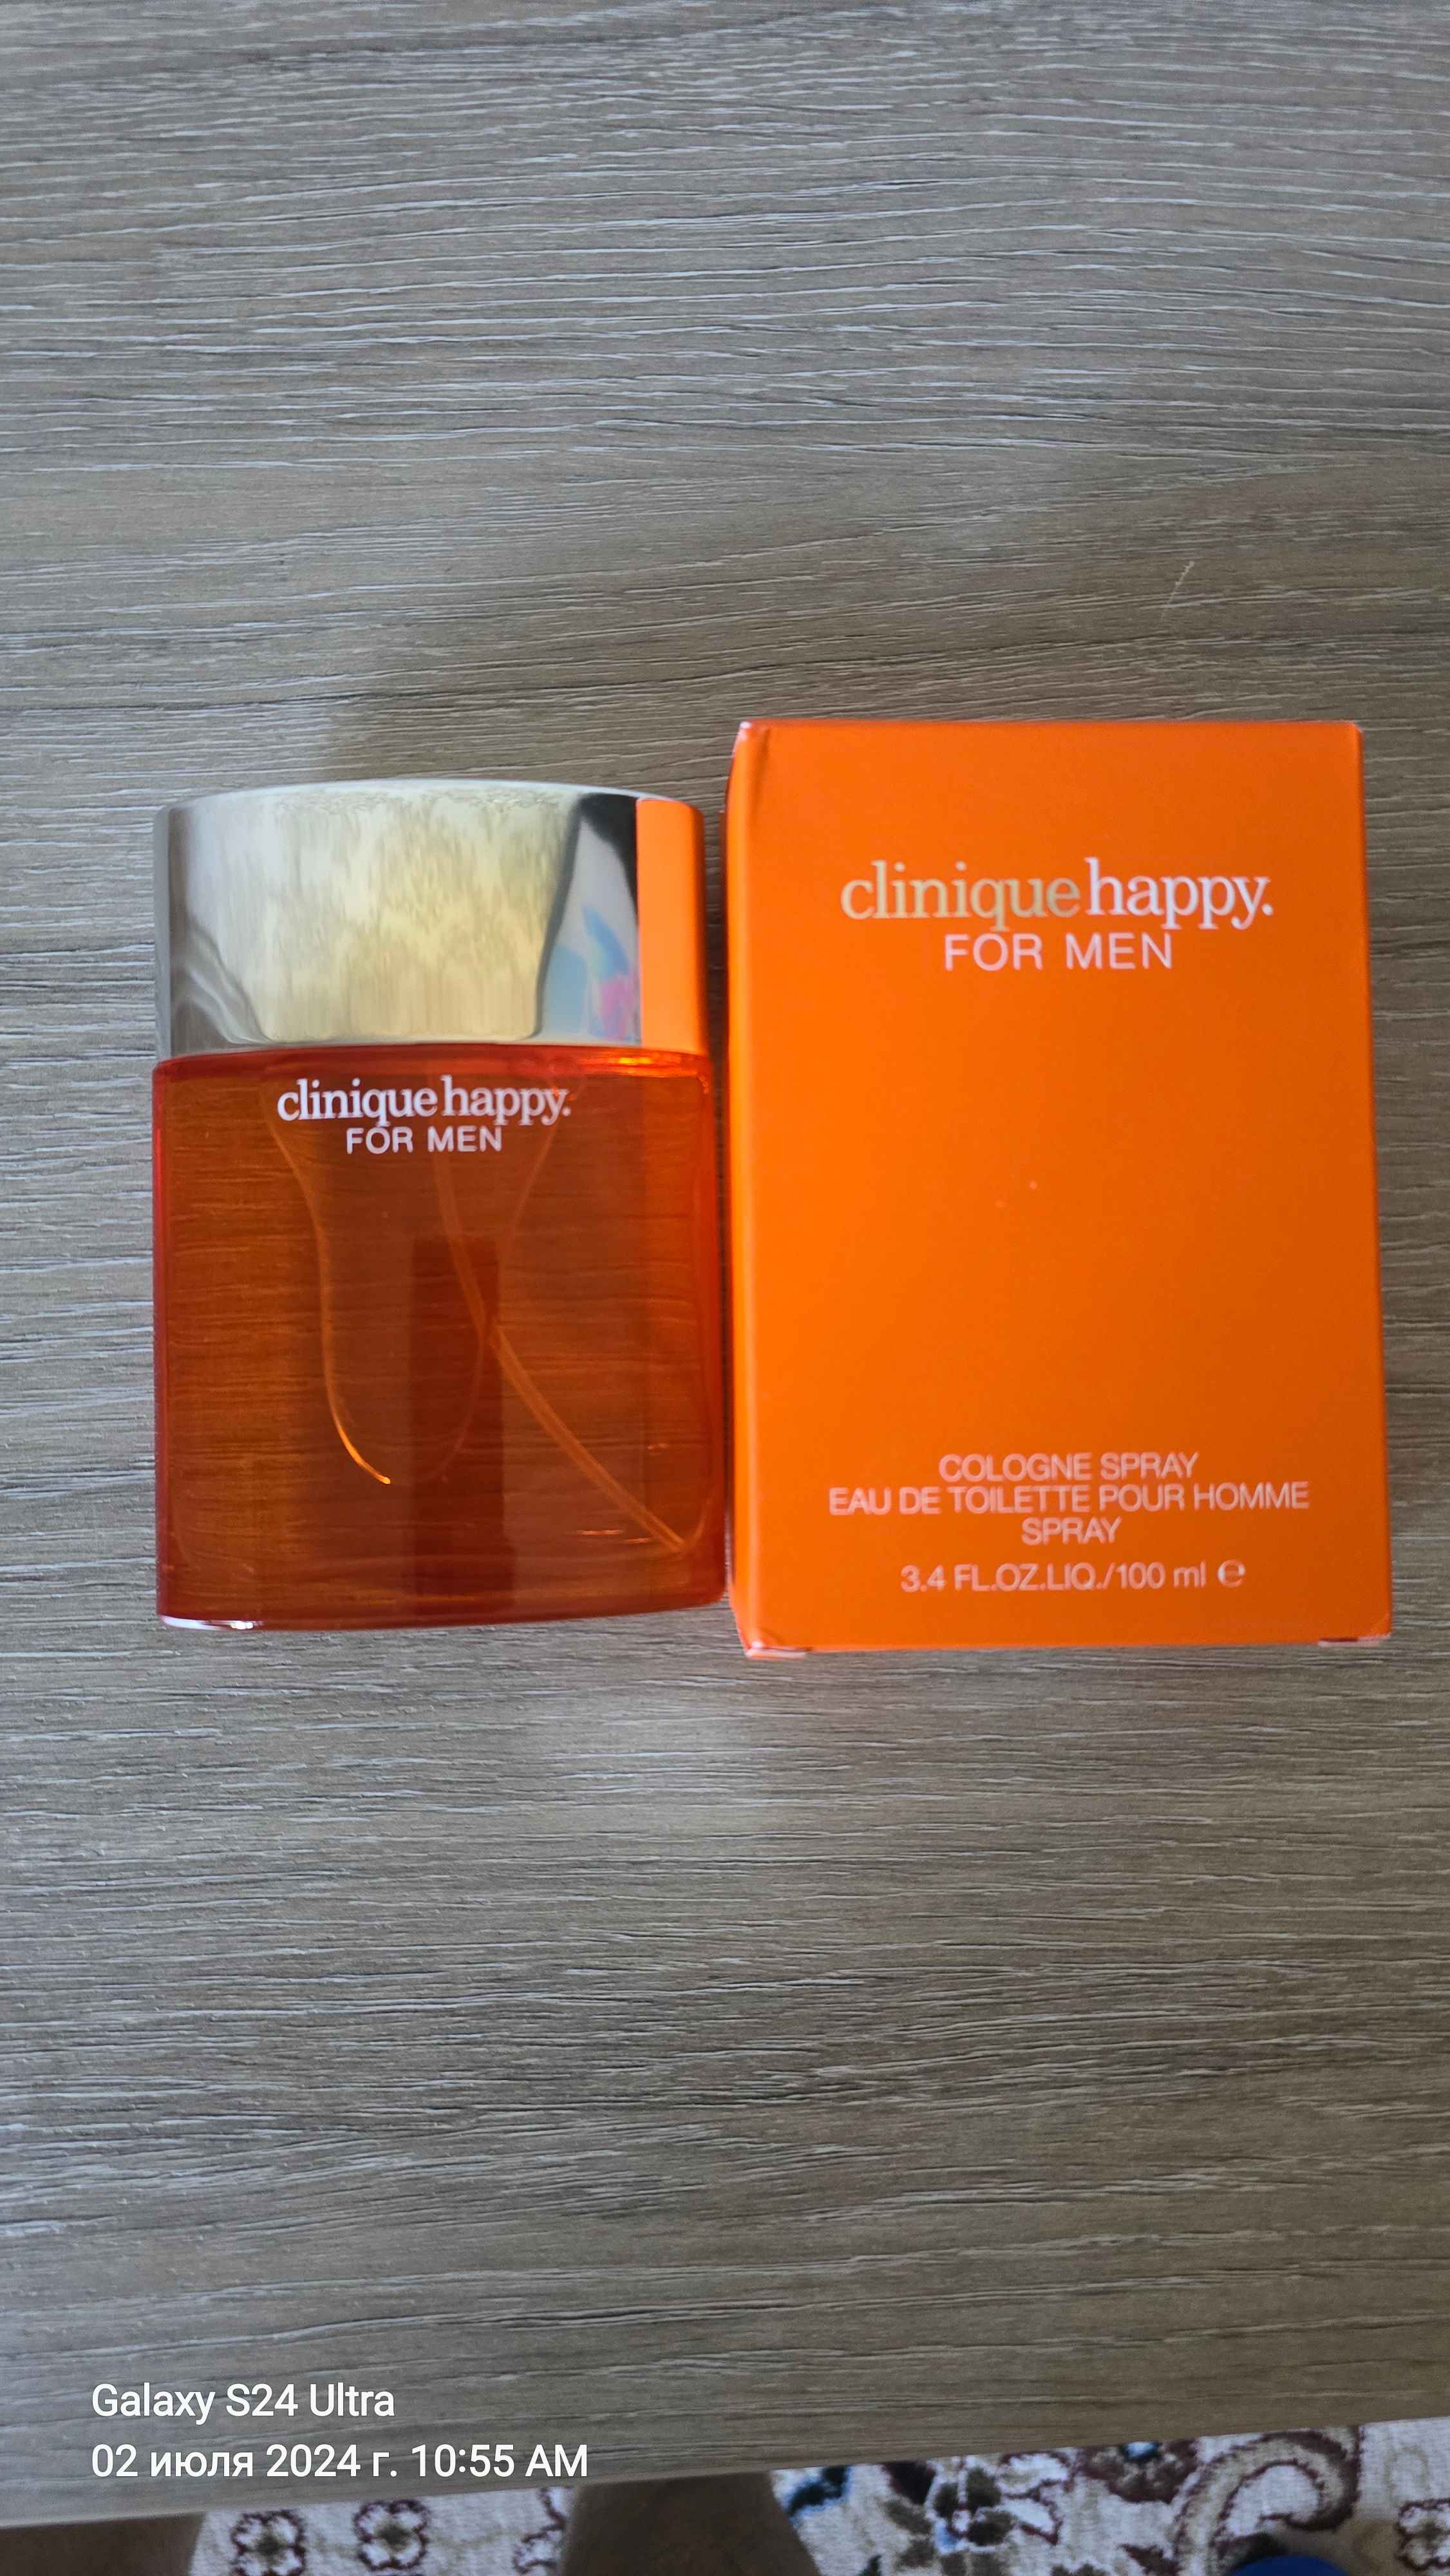 clinique happy.
FOR MEN
clinique happy.
FOR MEN
COLOGNE SPRAY
EAU DE TOILETTE POUR HOMME
SPRAY
3.4 FL.OZ.LIQ./100 ml ℮
Galaxy S24 Ultra
02 июля 2024 г. 10:55 AM